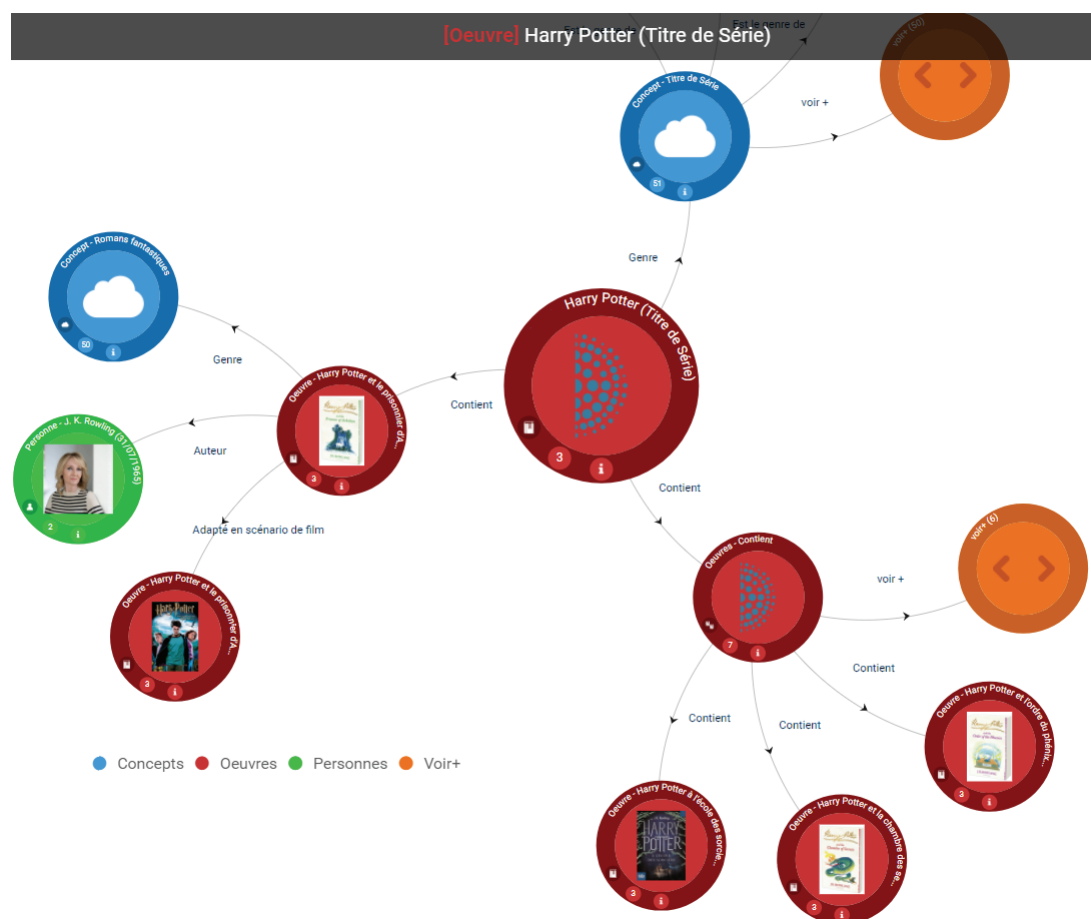 [Oeuvre] Harry Potter (Titre de Série)
Est le genre de
voir+ (50)
voir +
Concept - Titre de Série
51
i
Genre
Concept - Romans fantastiques
50
i
Genre
Harry Potter (Titre de Série)
3
i
Contient
Oeuvre - Harry Potter et le prisonnier d'A...
3
i
Auteur
Personne - J. K. Rowling (31/07/1965)
2
i
Adapté en scénario de film
Oeuvre - Harry Potter et le prisonnier d'A...
Harry Potter
3
i
Contient
Oeuvres - Contient
7
i
voir +
voir+ (6)
Contient
Contient
Contient
Oeuvre - Harry Potter et l'ordre du phénix...
3
i
Oeuvre - Harry Potter à l'école des sorcie...
HARRY
POTTER
3
i
Oeuvre - Harry Potter et la chambre des se...
3
i
Concepts Oeuvres Personnes Voir+